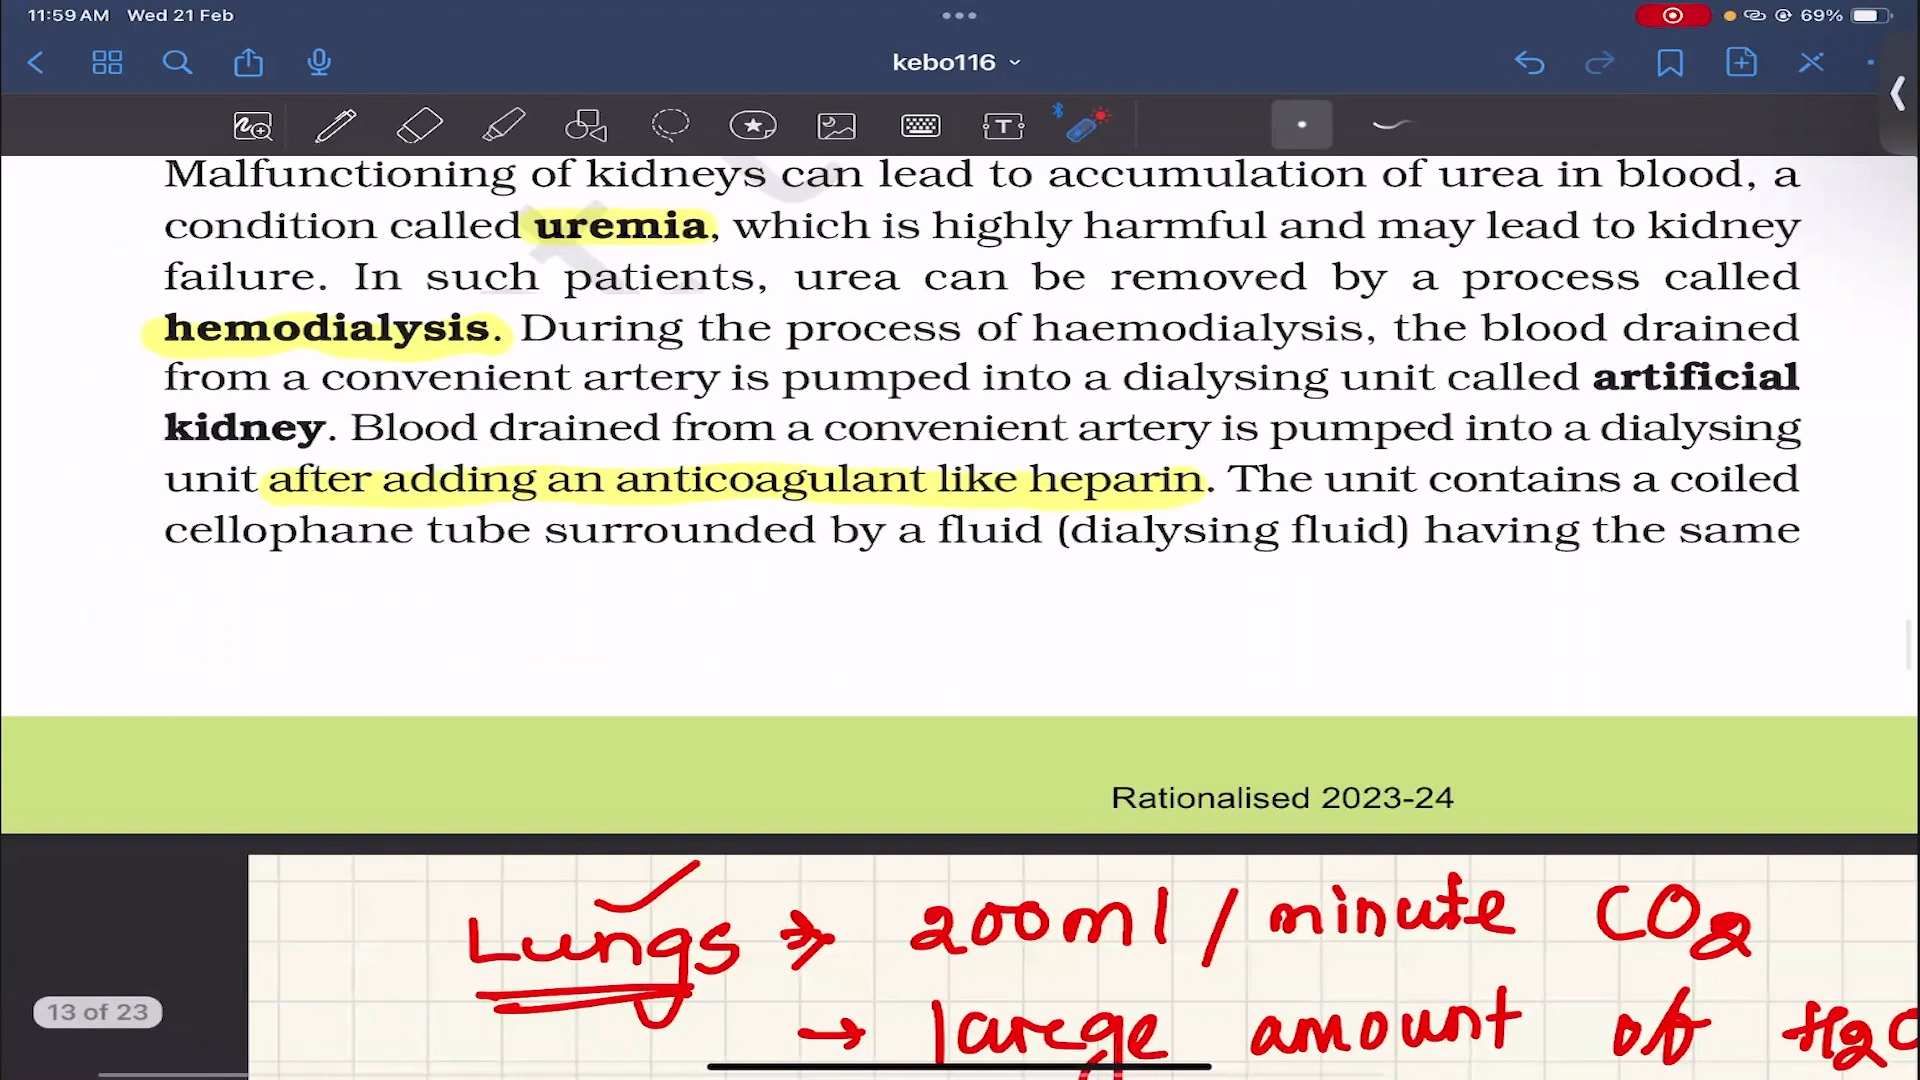 11:59 AM Wed 21 Feb
69%
kebo116
Malfunctioning of kidneys can lead to accumulation of urea in blood, a
condition called uremia, which is highly harmful and may lead to kidney
failure. In such patients, urea can be removed by a process called
hemodialysis. During the process of haemodialysis, the blood drained
from a convenient artery is pumped into a dialysing unit called artificial
kidney. Blood drained from a convenient artery is pumped into a dialysing
unit after adding an anticoagulant like heparin. The unit contains a coiled
cellophane tube surrounded by a fluid (dialysing fluid) having the same
Rationalised 2023-24
Lungs → 200ml / minute CO2
→ larege amount of H2O
13 of 23